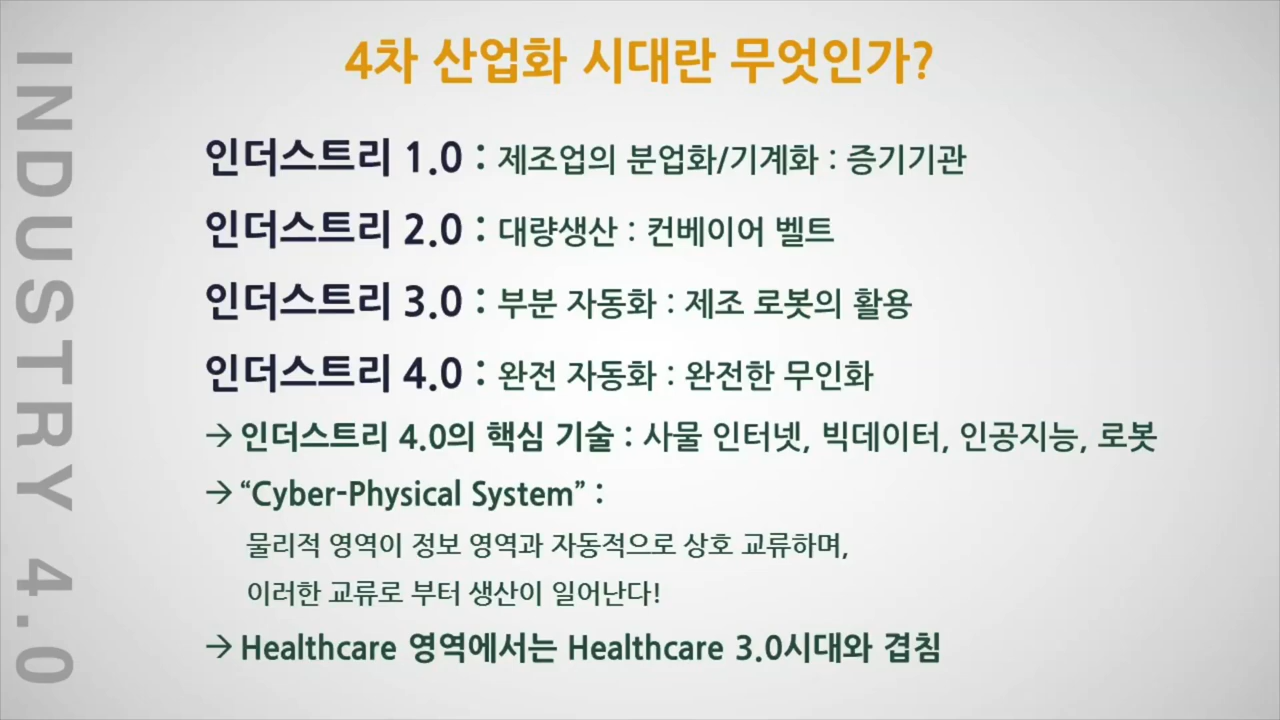 INDUSTRY 4.0
4차 산업화 시대란 무엇인가?
인더스트리 1.0 : 제조업의 분업화/기계화 : 증기기관
인더스트리 2.0 : 대량생산 : 컨베이어 벨트
인더스트리 3.0 : 부분 자동화 : 제조 로봇의 활용
인더스트리 4.0 : 완전 자동화 : 완전한 무인화
→ 인더스트리 4.0의 핵심 기술 : 사물 인터넷, 빅데이터, 인공지능, 로봇
→ “Cyber-Physical System” :
물리적 영역이 정보 영역과 자동적으로 상호 교류하며,
이러한 교류로 부터 생산이 일어난다!
→ Healthcare 영역에서는 Healthcare 3.0시대와 겹침